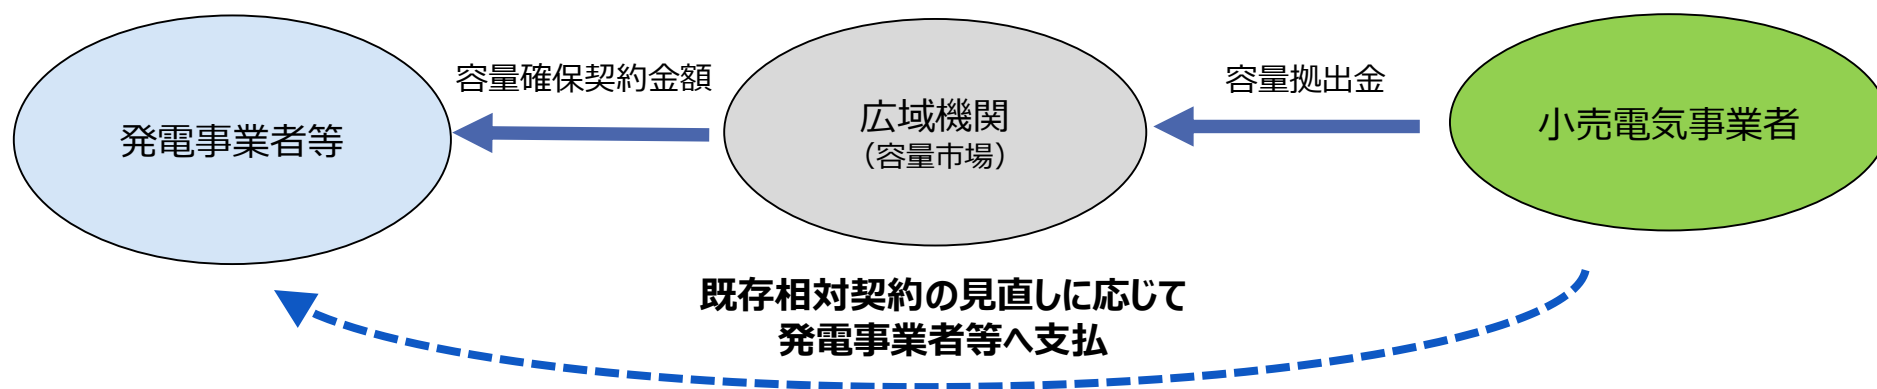 発電事業者等
容量確保契約金額
広域機関
（容量市場）
容量拠出金
小売電気事業者
既存相対契約の見直しに応じて
発電事業者等へ支払